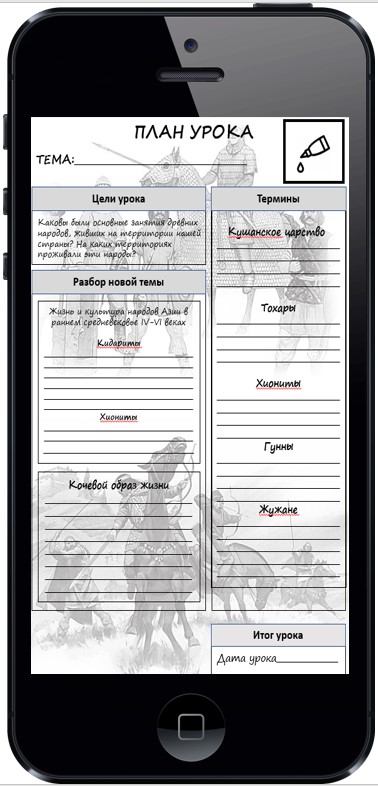 ПЛАН УРОКА
ТЕМА:
Цели урока
Каковы были основные занятия древних
народов, живших на территории нашей
страны? На каких территориях
проживали эти народы?
Разбор новой темы
Жизнь и культура народов Азии в
раннем средневековье IV-VI веках
Кидариты
Хиониты
Кочевой образ жизни
Термины
Кушанское царство
Тохары
Хиониты
Гунны
Жужане
Итог урока
Дата урока